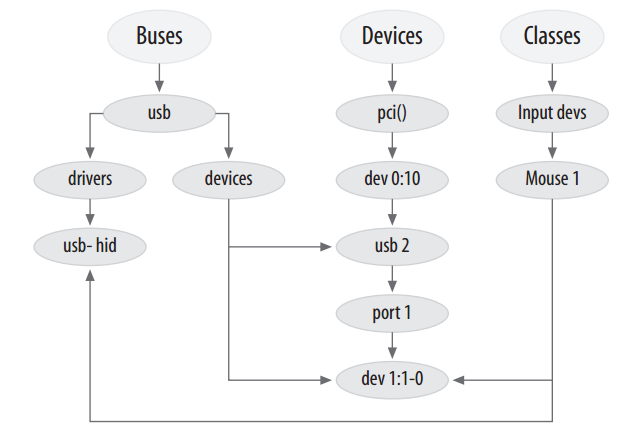 Buses
Devices
Classes
usb
pci()
Input devs
drivers
devices
dev 0:10
Mouse 1
usb- hid
usb 2
port 1
dev 1:1-0